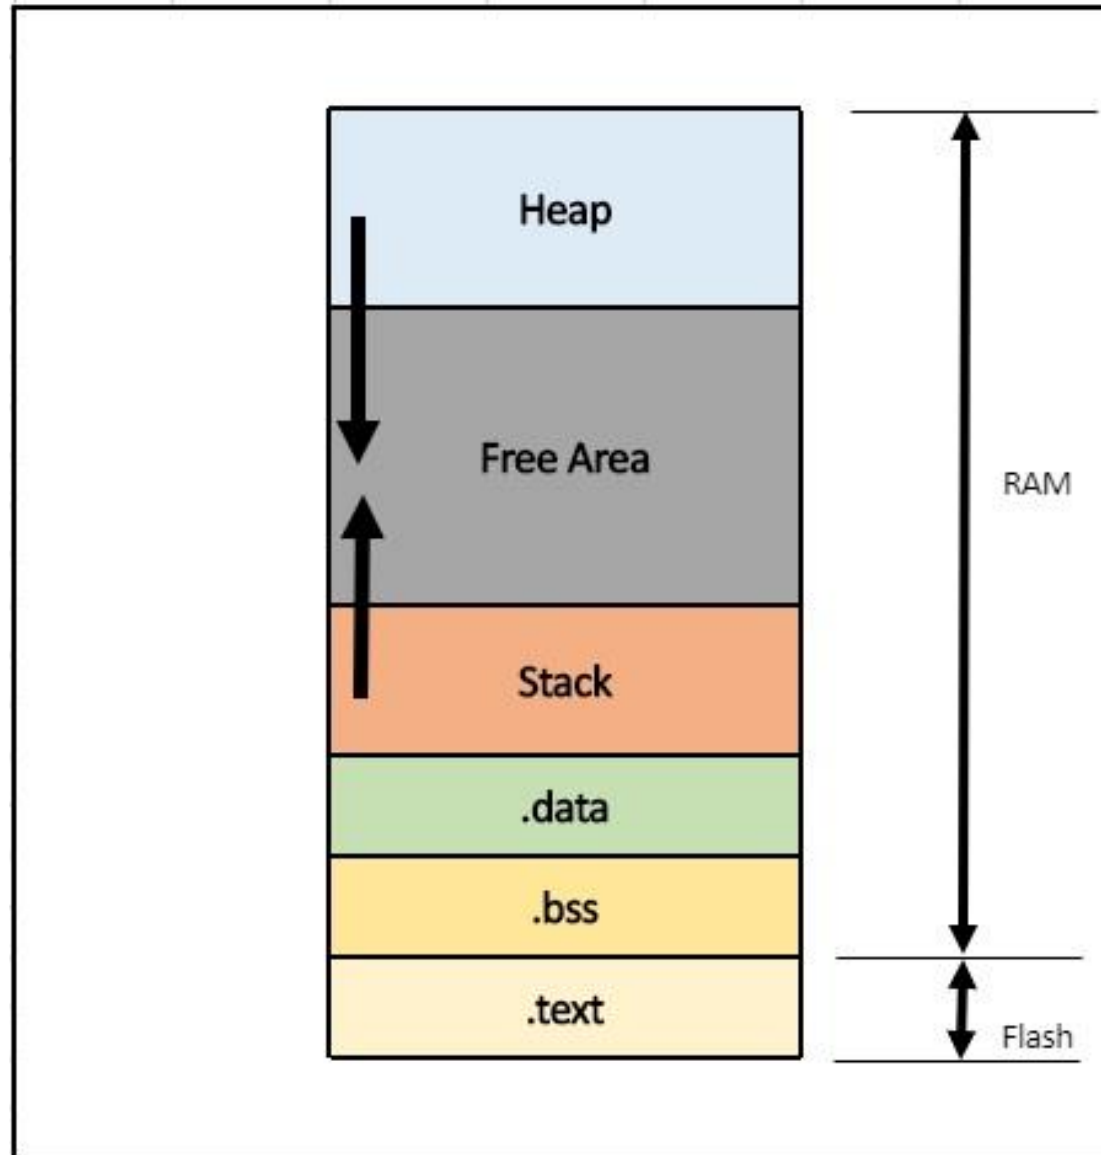 Heap
Free Area
RAM
Stack
.data
.bss
.text
Flash